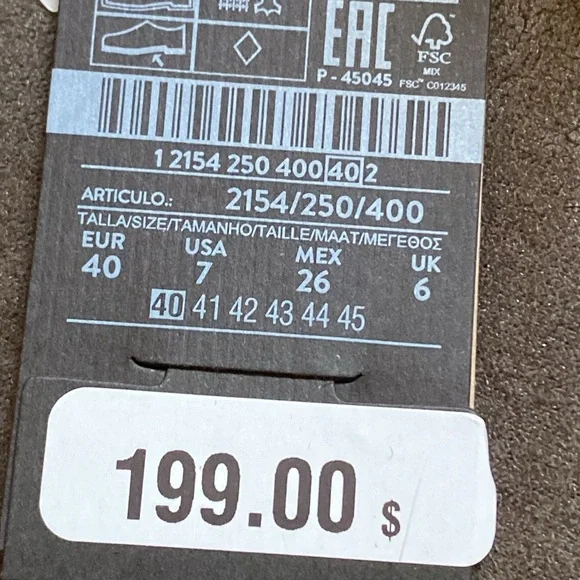 EAC
P - 45045
FSC
MIX
FSC™ C012345
1 2154 250 400 40 2
ARTICULO.: 2154/250/400
TALLA/SIZE/TAMANHO/TAILLE/MAAT/ΜΕΓΕΘΟΣ
EUR USA MEX UK
40 7 26 6
40 41 42 43 44 45
199.00 $